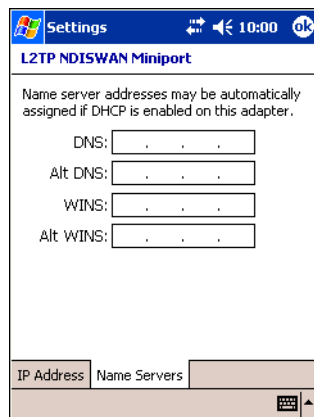 Settings 10:00 ok
L2TP NDISWAN Miniport
Name server addresses may be automatically
assigned if DHCP is enabled on this adapter.
DNS: . . .
Alt DNS: . . .
WINS: . . .
Alt WINS: . . .
IP Address Name Servers